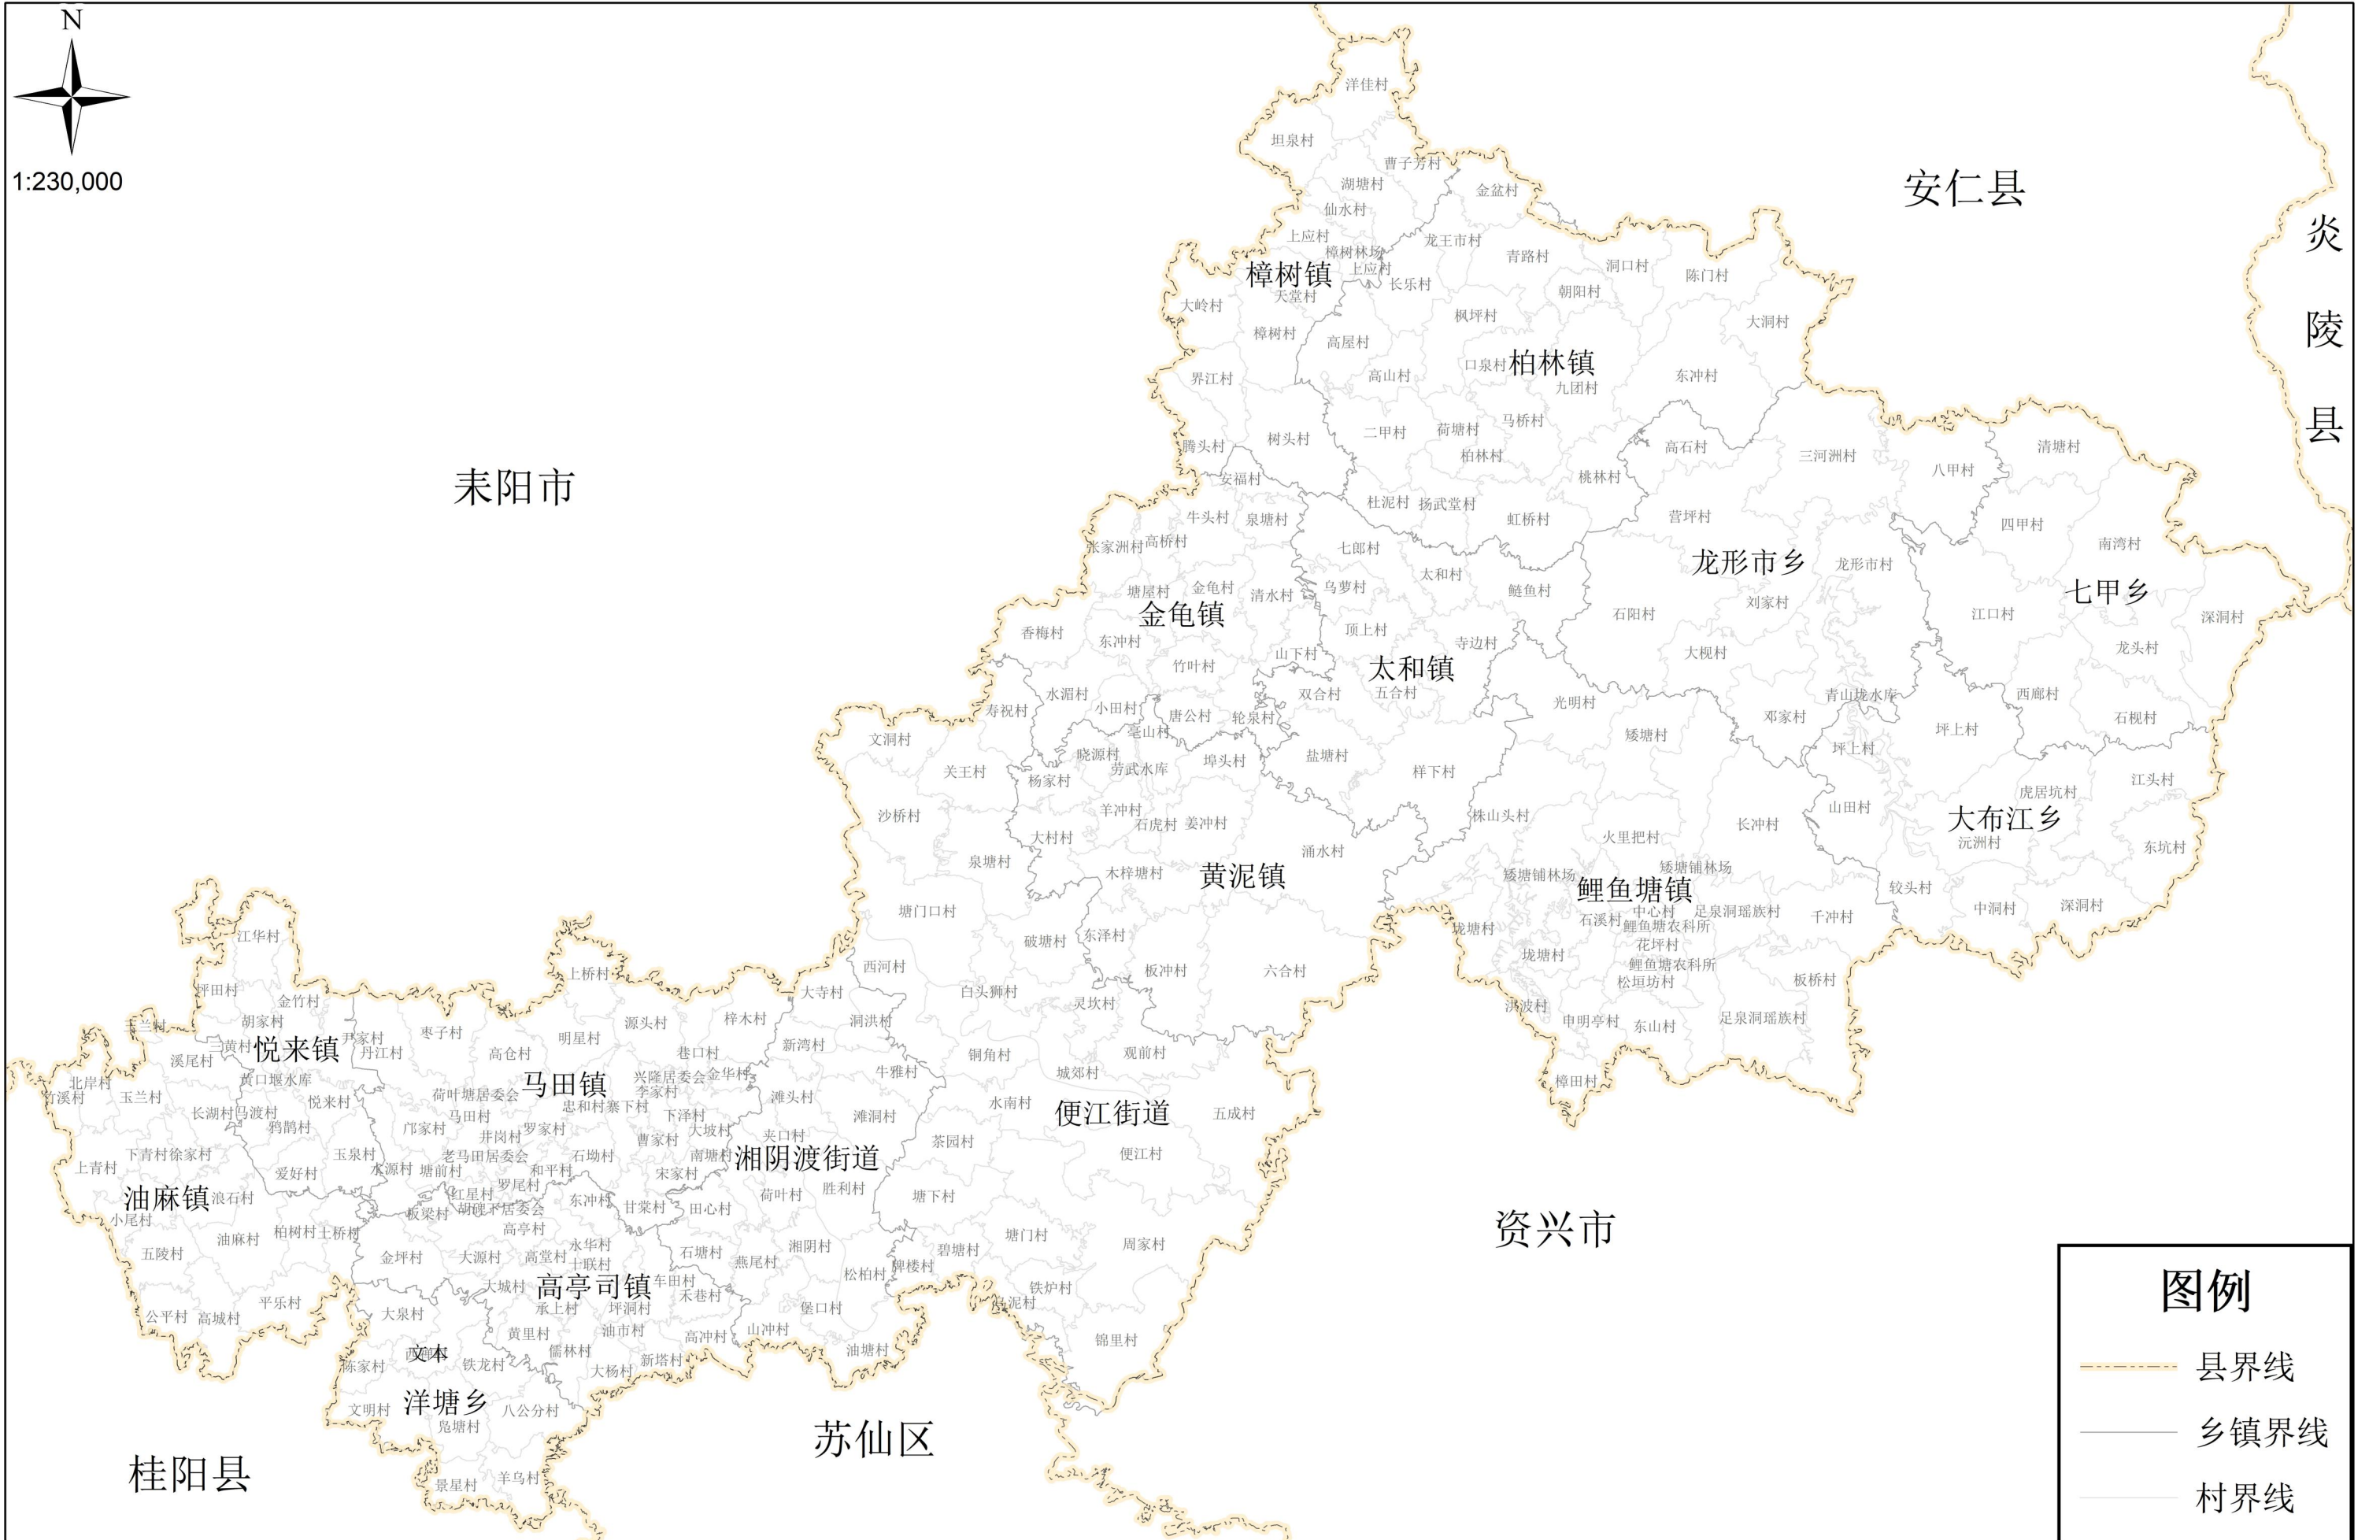 N
1:230,000
安仁县
炎
陵
县
耒阳市
资兴市
苏仙区
桂阳县
樟树镇
柏林镇
龙形市乡
七甲乡
金龟镇
太和镇
大布江乡
黄泥镇
鲤鱼塘镇
悦来镇
马田镇
便江街道
湘阴渡街道
油麻镇
高亭司镇
洋塘乡
文本
洋佳村
坦泉村
曹子芳村
湖塘村
金盆村
仙水村
上应村
龙王市村
樟树林场
上应村
青路村
洞口村
陈门村
长乐村
朝阳村
天堂村
大岭村
枫坪村
大洞村
樟树村
高屋村
口泉村
界江村
高山村
九团村
东冲村
马桥村
二甲村
荷塘村
树头村
腾头村
柏林村
高石村
三河洲村
八甲村
清塘村
安福村
桃林村
杜泥村
扬武堂村
牛头村
泉塘村
虹桥村
营坪村
四甲村
张家洲村
高桥村
七郎村
南湾村
太和村
龙形市村
塘屋村
金龟村
清水村
乌萝村
鲢鱼村
刘家村
石阳村
江口村
深洞村
香梅村
东冲村
顶上村
寺边村
龙头村
竹叶村
山下村
大枧村
水湄村
双合村
五合村
青山垅水库
西廊村
寿祝村
小田村
唐公村
轮泉村
光明村
邓家村
石枧村
毫山村
坪上村
文洞村
晓源村
矮塘村
坪上村
劳武水库
埠头村
盐塘村
关王村
杨家村
样下村
江头村
虎居坑村
羊冲村
山田村
沙桥村
石虎村
姜冲村
株山头村
长冲村
大村村
火里把村
沅洲村
东坑村
涌水村
泉塘村
木梓塘村
矮塘铺林场
矮塘铺林场
较头村
塘门口村
中心村
足泉洞瑶族村
千冲村
中洞村
深洞村
石溪村
鲤鱼塘农科所
垅塘村
东泽村
破塘村
花坪村
江华村
垅塘村
鲤鱼塘农科所
西河村
板冲村
六合村
松垣坊村
板桥村
上桥村
坪田村
大寺村
白头狮村
金竹村
灵坎村
洪波村
胡家村
源头村
梓木村
洞洪村
申明亭村
东山村
足泉洞瑶族村
玉兰村
枣子村
明星村
尹家村
三黄村
丹江村
高仓村
巷口村
新湾村
铜角村
观前村
溪尾村
金华村
牛雅村
城郊村
黄口堰水库
兴隆居委会
樟田村
北岸村
竹溪村
玉兰村
荷叶塘居委会
李家村
滩头村
悦来村
忠和村
寨下村
水南村
长湖村
马渡村
马田村
下泽村
滩洞村
五成村
鸦鹊村
邝家村
罗家村
大坡村
井岗村
曹家村
夹口村
茶园村
下青村
徐家村
玉泉村
老马田居委会
石坳村
南塘村
便江村
上青村
水源村
塘前村
和平村
宋家村
爱好村
罗尾村
胜利村
浪石村
红星村
东冲村
荷叶村
塘下村
板梁村
胡砠下居委会
甘棠村
田心村
小尾村
高亭村
柏树村
土桥村
油麻村
永华村
湘阴村
塘门村
周家村
五陵村
金坪村
大源村
高堂村
石塘村
燕尾村
碧塘村
十联村
牌楼村
车田村
松柏村
大城村
禾巷村
铁炉村
平乐村
承上村
坪洞村
堡口村
马泥村
公平村
高城村
大泉村
黄里村
油市村
高冲村
山冲村
锦里村
陈家村
铁龙村
儒林村
新塔村
油塘村
大杨村
文明村
八公分村
凫塘村
羊乌村
景星村
图例
县界线
乡镇界线
村界线